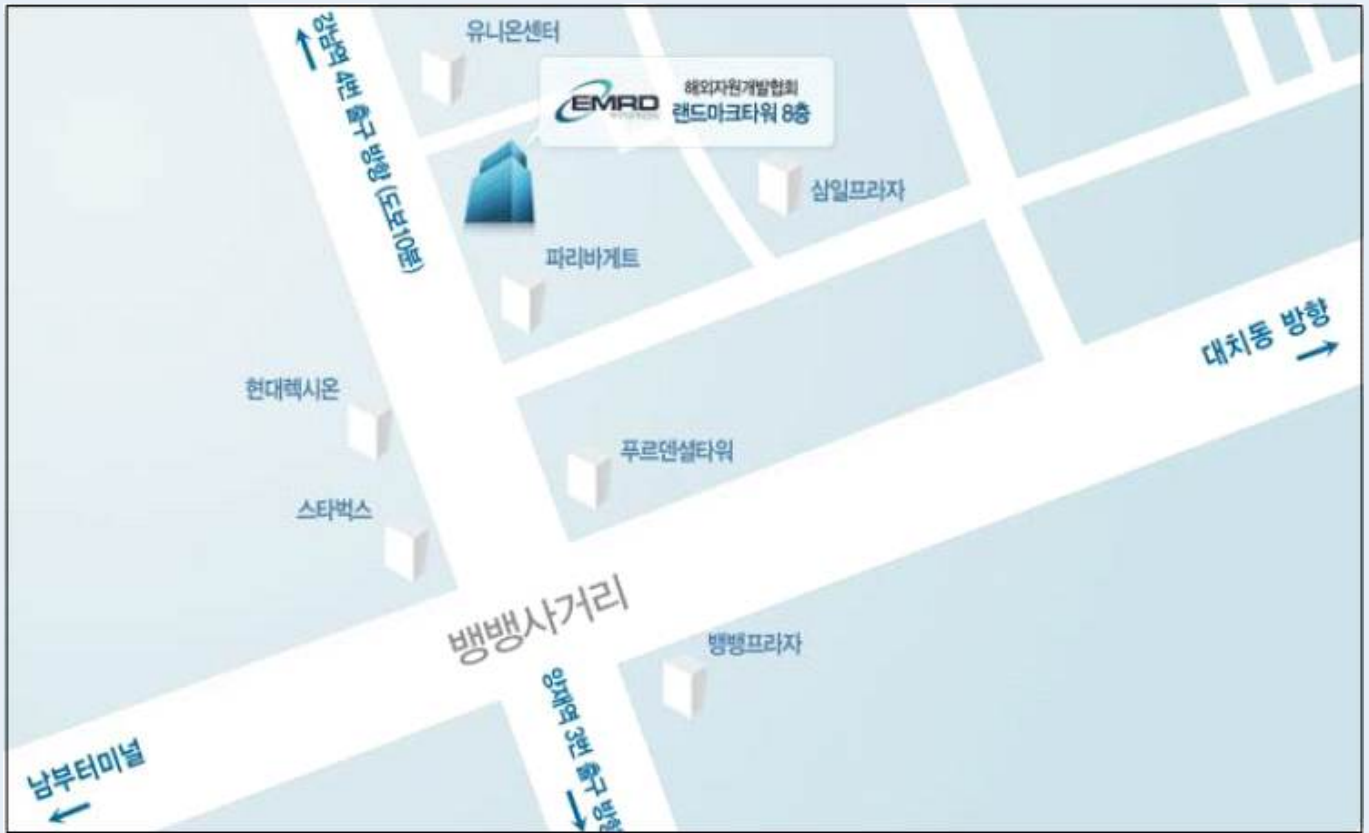 유니온센터
강남역 4번 출구 방향 (도보10분)
EMRD
해외자원개발협회
랜드마크타워 8층
삼일프라자
파리바게트
대치동 방향
현대렉시온
푸르덴셜타워
스타벅스
뱅뱅사거리
뱅뱅프라자
양재역 3번 출구 방향
남부터미널